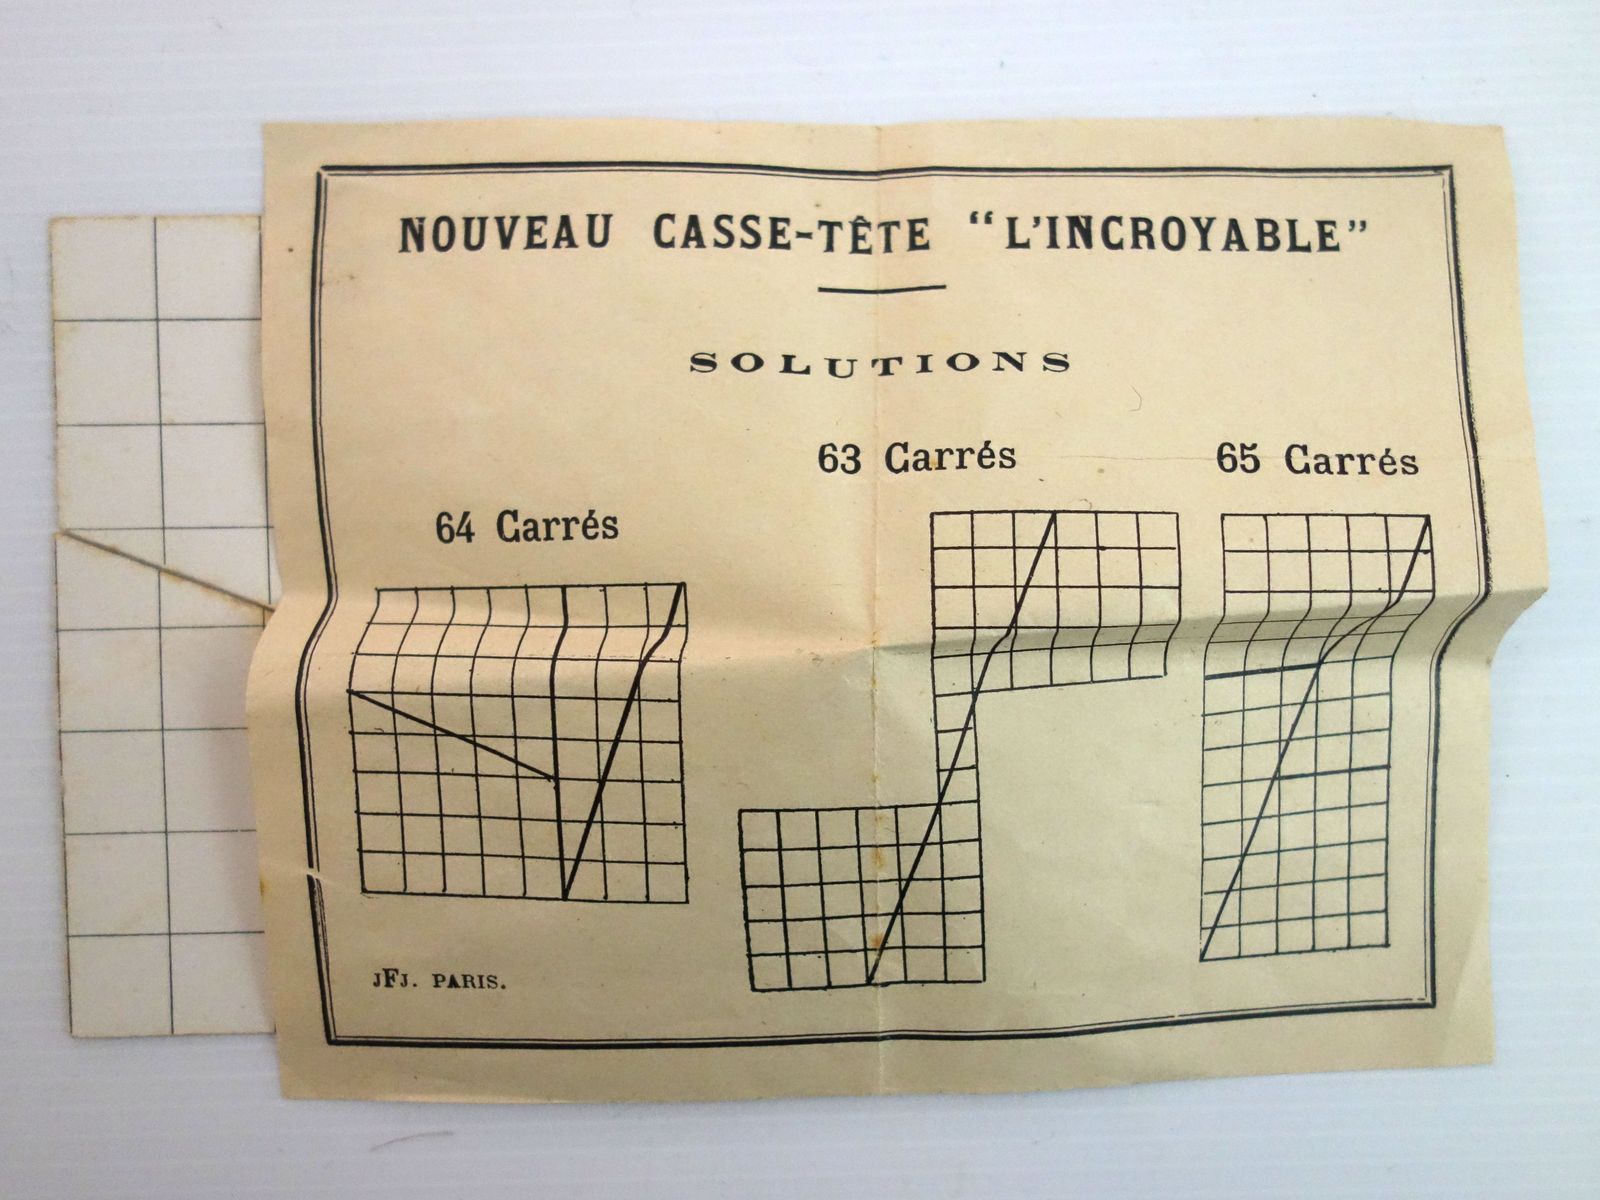 NOUVEAU CASSE-TÊTE “L'INCROYABLE”
SOLUTIONS
64 Carrés
63 Carrés
65 Carrés
JFJ. PARIS.